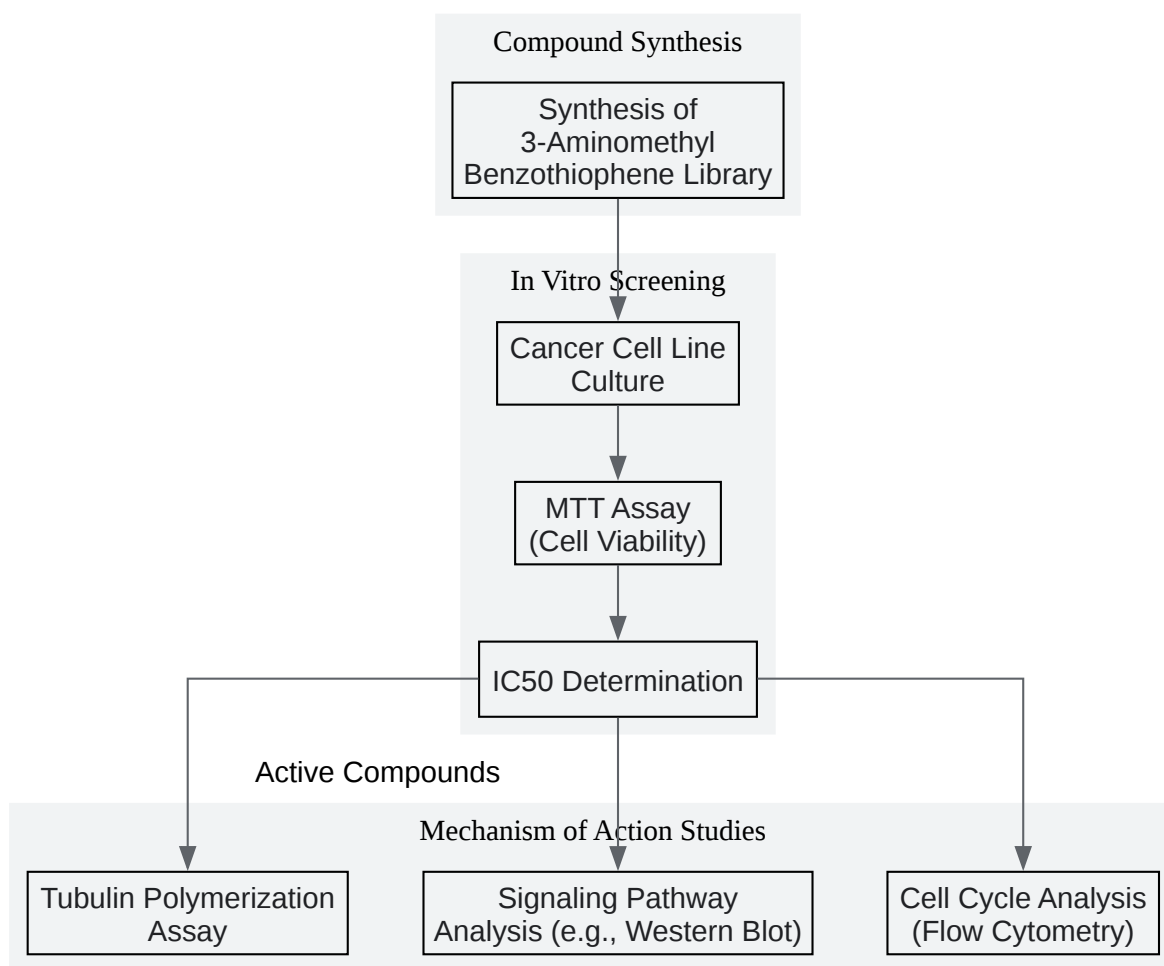 Compound Synthesis
Synthesis of
3-Aminomethyl
Benzothiophene Library
In Vitro Screening
Cancer Cell Line
Culture
MTT Assay
(Cell Viability)
IC50 Determination
Active Compounds
Mechanism of Action Studies
Tubulin Polymerization
Assay
Signaling Pathway
Analysis (e.g., Western Blot)
Cell Cycle Analysis
(Flow Cytometry)